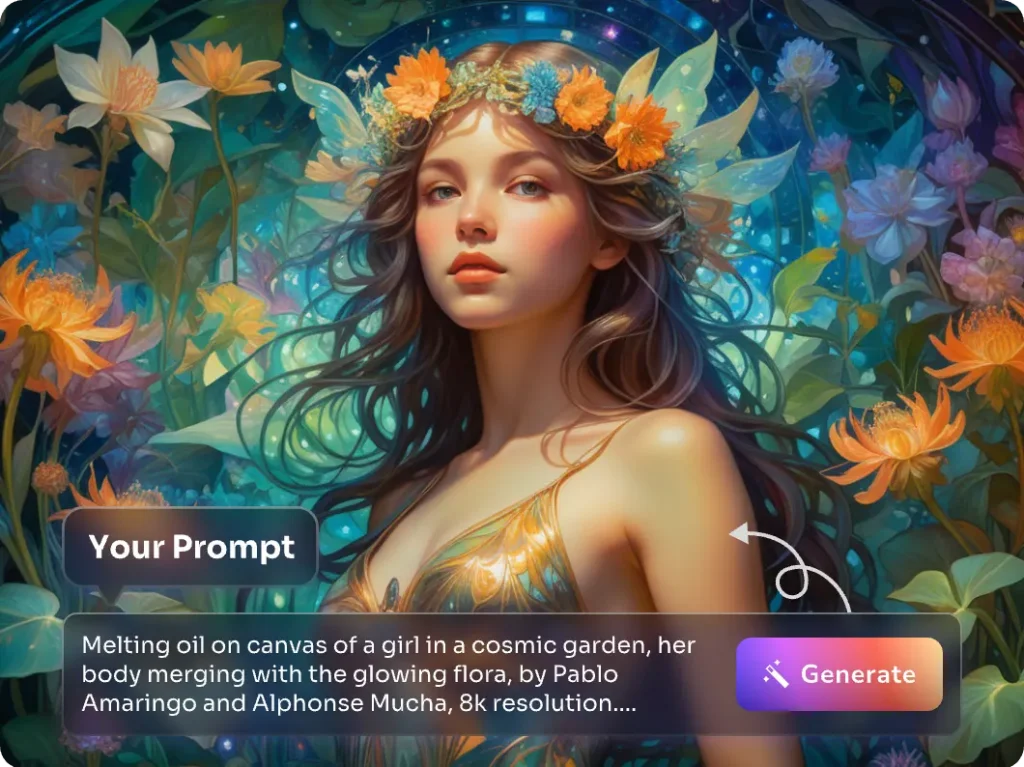 Your Prompt
Melting oil on canvas of a girl in a cosmic garden, her
body merging with the glowing flora, by Pablo
Amaringo and Alphonse Mucha, 8k resolution....
Generate